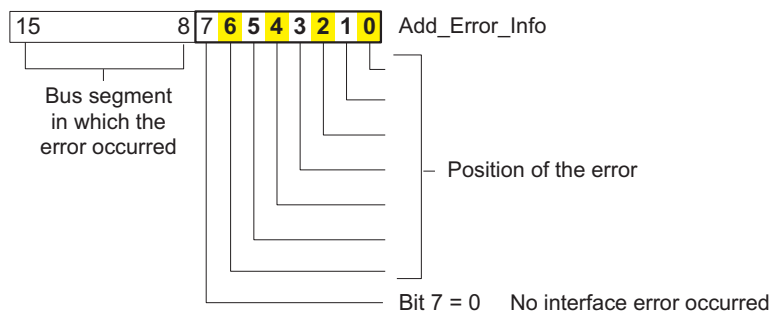 15 8 7 6 5 4 3 2 1 0 Add_Error_Info
Bus segment
in which the
error occurred
Position of the error
Bit 7 = 0 No interface error occurred